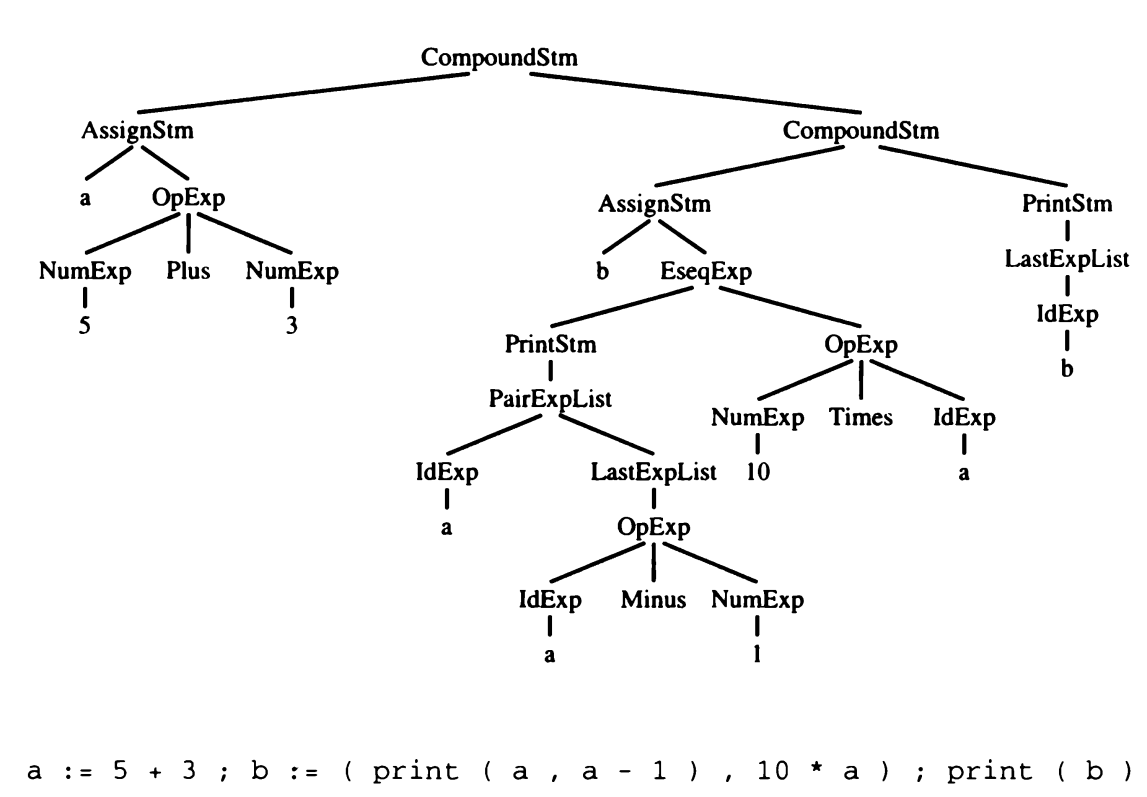 CompoundStm
AssignStm CompoundStm
a OpExp AssignStm PrintStm
NumExp Plus NumExp b EseqExp LastExpList
5 3 PrintStm OpExp IdExp
PairExpList NumExp Times IdExp b
IdExp LastExpList 10 a
a OpExp
IdExp Minus NumExp
a 1
a := 5 + 3 ; b := ( print ( a , a - 1 ) , 10 * a ) ; print ( b )